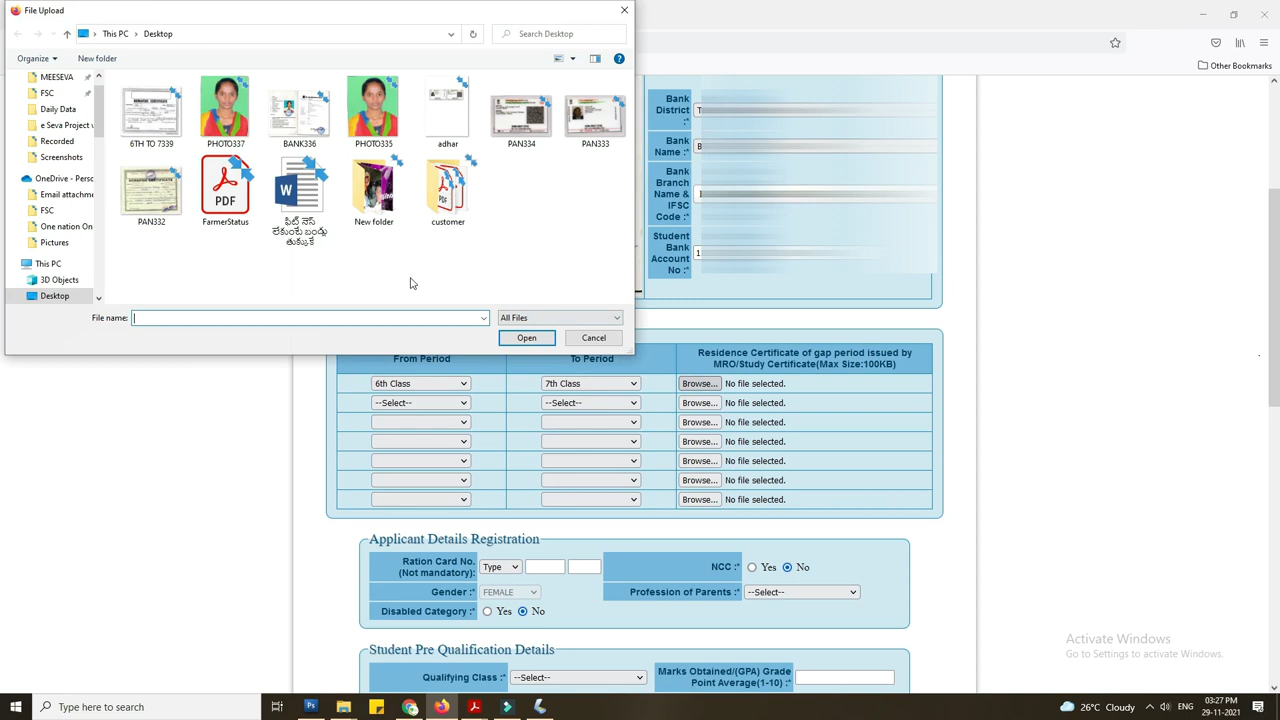 File Upload
This PC
Desktop
Search Desktop
Organize
New folder
MEESEVA
FSC
Daily Data
e Seva Project u
Recorded
Screenshots
OneDrive - Perso
Email attachme
FSC
One nation On
Pictures
This PC
3D Objects
Desktop
6TH TO 7339
PHOTO337
BANK336
PHOTO335
adhar
PAN334
PAN333
PAN332
FarmerStatus
New folder
customer
File name:
All Files
Open
Cancel
Other Bookmarks
Bank
District
:*
T
Bank
Name :*
B
Bank
Branch
Name &
IFSC
Code :*
Student
Bank
Account
No :*
1
From Period
To Period
Residence Certificate of gap period issued by
MRO/Study Certificate(Max Size:100KB)
6th Class
7th Class
Browse... No file selected.
--Select--
--Select--
Browse... No file selected.
Browse... No file selected.
Browse... No file selected.
Browse... No file selected.
Browse... No file selected.
Browse... No file selected.
Applicant Details Registration
Ration Card No.
(Not mandatory):
Type
NCC :*
Yes
No
Gender :*
FEMALE
Profession of Parents :*
--Select--
Disabled Category :*
Yes
No
Student Pre Qualification Details
Qualifying Class :*
--Select--
Marks Obtained/(GPA) Grade
Point Average(1-10) :*
Activate Windows
Go to Settings to activate Windows.
Type here to search
26°C Cloudy
ENG
03:27 PM
29-11-2021